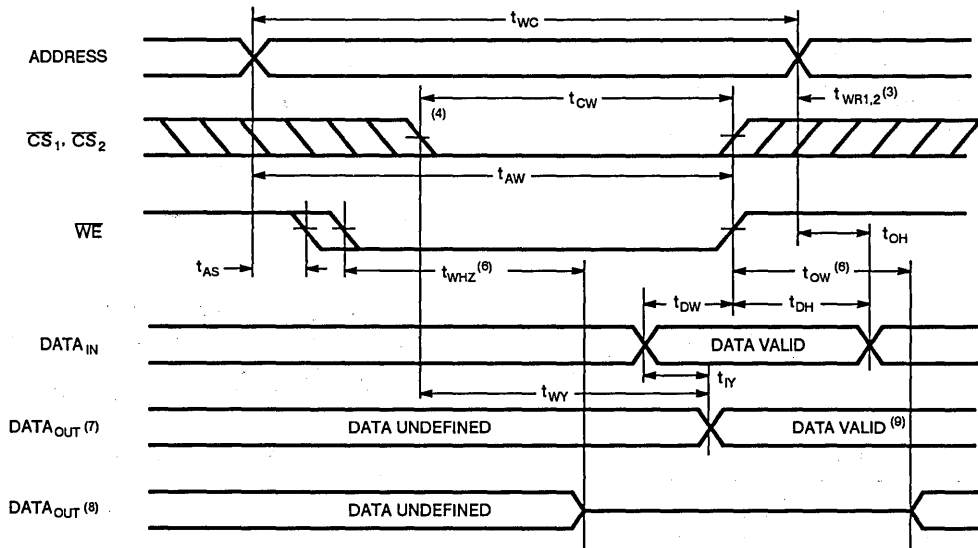 tWC
ADDRESS
tCW
tWR1,2(3)
(4)
CS1, CS2
tAW
WE
tOH
tAS
tWHZ(6)
tOW(6)
tDW
tDH
DATAIN
DATA VALID
tIY
tWY
DATAOUT(7)
DATA UNDEFINED
DATA VALID(9)
DATAOUT(8)
DATA UNDEFINED